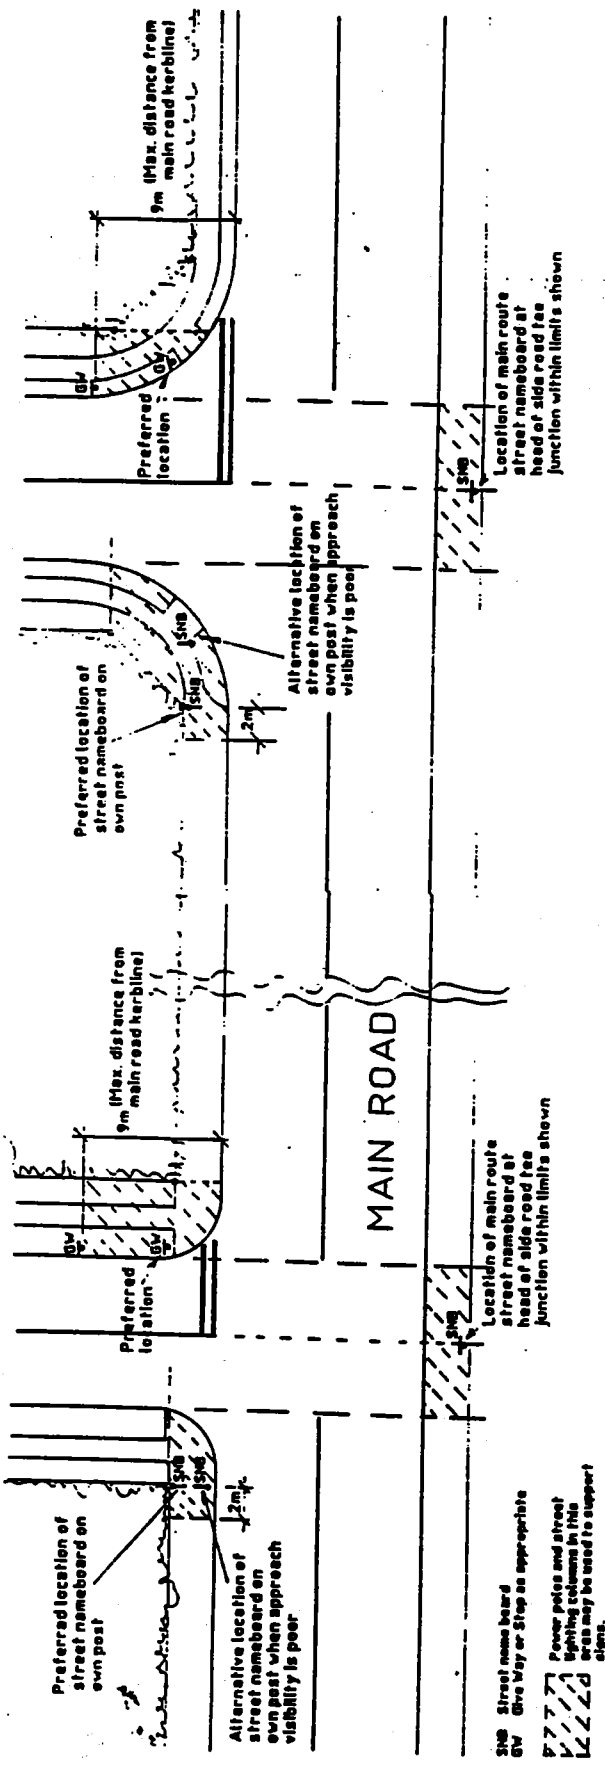 Preferred location of
street nameboard on
own post
Alternative location of
street nameboard on
own post when approach
visibility is poor
SNB
SNB
2m
Preferred
location
GW
GW
9m (Max. distance from
main road kerbline)
SNB
Location of main route
street nameboard at
head of side road tee
junction within limits shown
MAIN ROAD
Preferred location of
street nameboard on
own post
SNB
SNB
2m
Alternative location of
street nameboard on
own post when approach
visibility is poor
Preferred
location
GW
GW
9m (Max. distance from
main road kerbline)
SNB
Location of main route
street nameboard at
head of side road tee
junction within limits shown
SNB Street name board
GW Give Way or Stop as appropriate
Power poles and street
lighting columns in this
area may be used to support
signs.